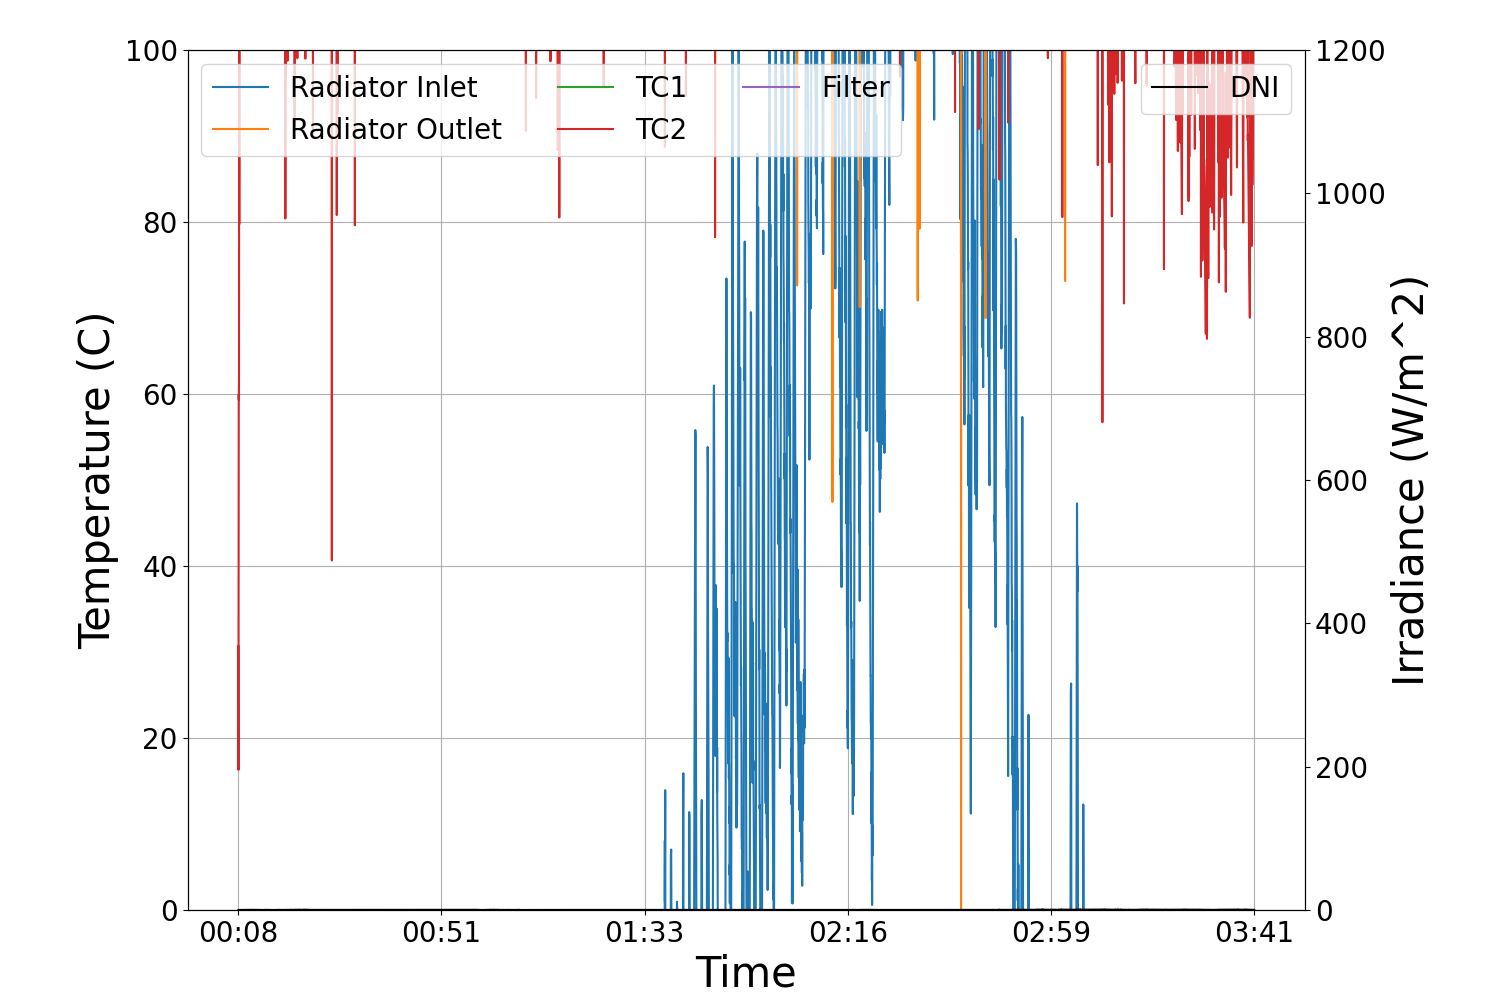 Radiator Inlet
Radiator Outlet
TC1
TC2
Filter
DNI
Temperature (C)
100
80
60
40
20
0
1200
1000
800
600
400
200
0
Irradiance (W/m^2)
00:08 00:51 01:33 02:16 02:59 03:41
Time